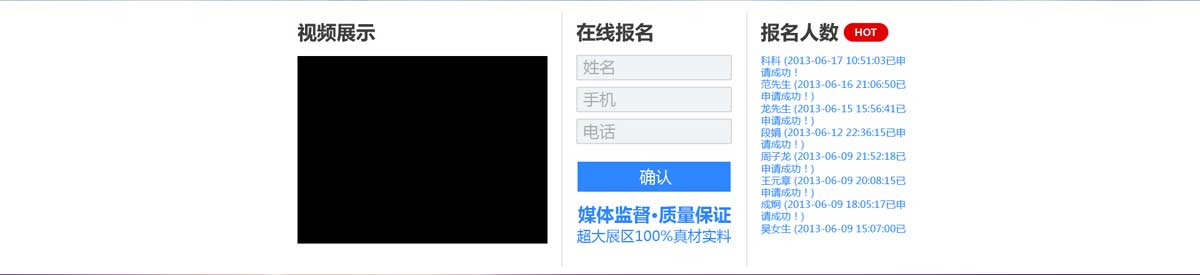 视频展示
在线报名
姓名
手机
电话
确认
媒体监督·质量保证
超大展区100%真材实料
报名人数 HOT
科科 (2013-06-17 10:51:03已申
请成功！
范先生 (2013-06-16 21:06:50已
申请成功！)
龙先生 (2013-06-15 15:56:41已
申请成功！)
段娟 (2013-06-12 22:36:15已申
请成功！)
周子龙 (2013-06-09 21:52:18已
申请成功！)
王元章 (2013-06-09 20:08:15已
申请成功！)
成炯 (2013-06-09 18:05:17已申
请成功！)
吴女生 (2013-06-09 15:07:00已